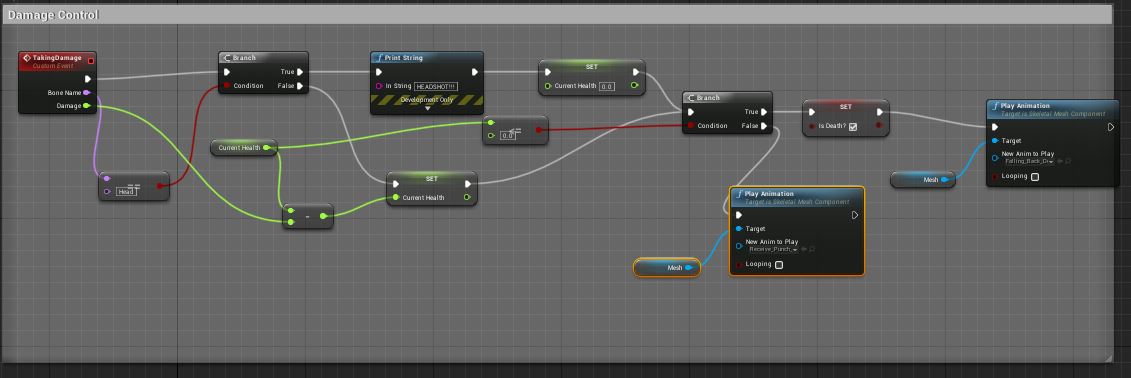 Damage Control
TakingDamage
Custom Event
Bone Name
Damage
Branch
True
Condition
False
Print String
In String HEADSHOT!!!
Development Only
SET
Current Health 0.0
==
Head
Current Health
-
SET
Current Health
<=
0.0
Branch
True
Condition
False
SET
Is Death?
Play Animation
Target is Skeletal Mesh Component
Target
New Anim to Play
Looping
Mesh
Play Animation
Target is Skeletal Mesh Component
Target
New Anim to Play
Receive_Punch_
Looping
Mesh